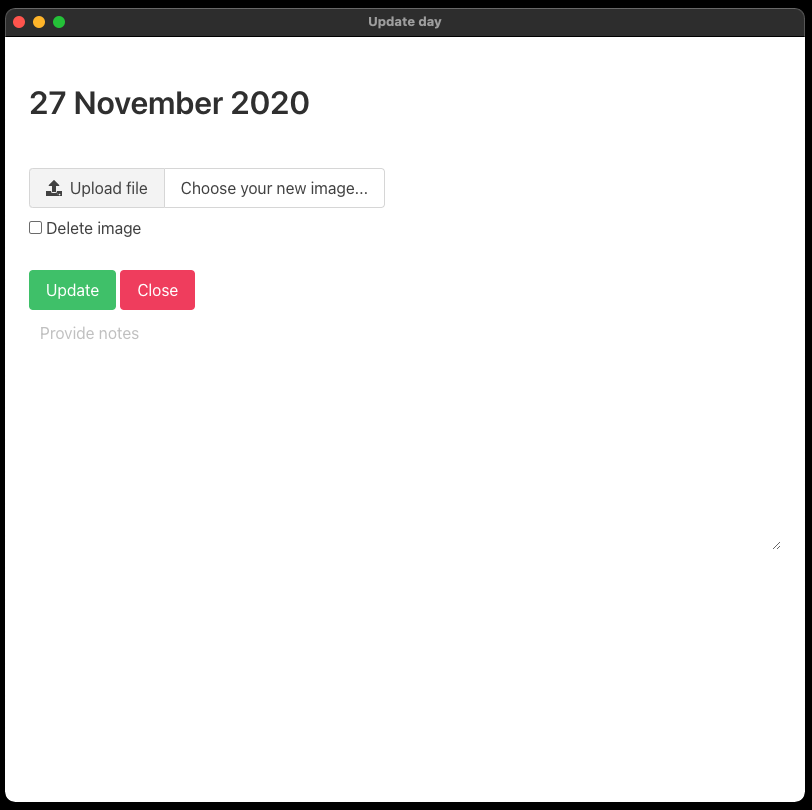 Update day
27 November 2020
Upload file Choose your new image...
Delete image
Update Close
Provide notes